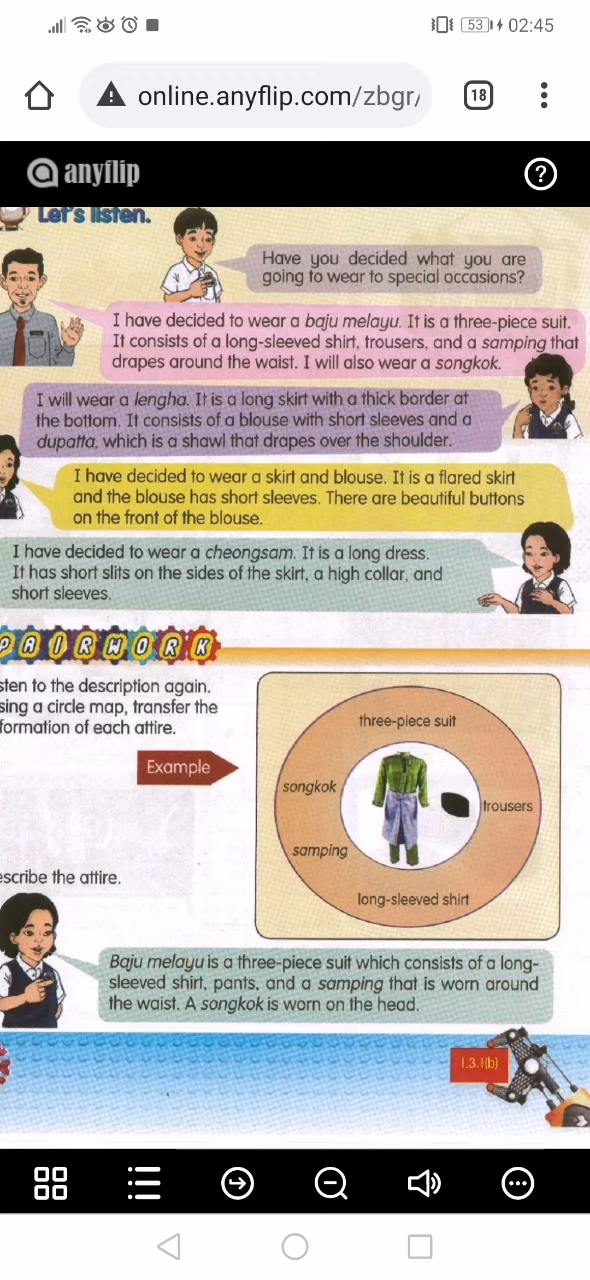 53 02:45
online.anyflip.com/zbgr/
18
anyflip
?
Let's listen.
Have you decided what you are
going to wear to special occasions?
I have decided to wear a baju melayu. It is a three-piece suit.
It consists of a long-sleeved shirt, trousers, and a samping that
drapes around the waist. I will also wear a songkok.
I will wear a lengha. It is a long skirt with a thick border at
the bottom. It consists of a blouse with short sleeves and a
dupatta, which is a shawl that drapes over the shoulder.
I have decided to wear a skirt and blouse. It is a flared skirt
and the blouse has short sleeves. There are beautiful buttons
on the front of the blouse.
I have decided to wear a cheongsam. It is a long dress.
It has short slits on the sides of the skirt, a high collar, and
short sleeves.
PAIRWORK
sten to the description again.
sing a circle map, transfer the
formation of each attire.
Example
three-piece suit
songkok
trousers
samping
long-sleeved shirt
escribe the attire.
Baju melayu is a three-piece suit which consists of a long-
sleeved shirt, pants, and a samping that is worn around
the waist. A songkok is worn on the head.
1.3.1(b)